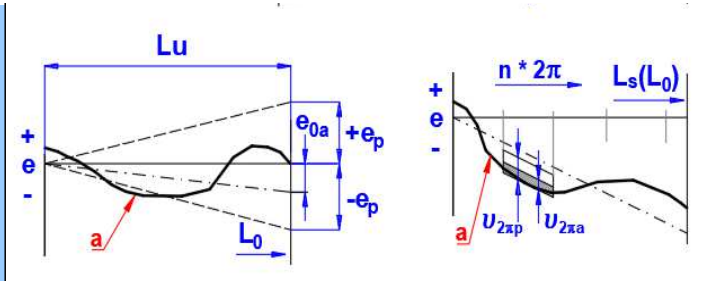 Lu
+
e
-
e₀ₐ
+eₚ
-eₚ
a
L₀
n * 2π
Lₛ(L₀)
+
e
-
a
υ₂πₚ
υ₂πₐ